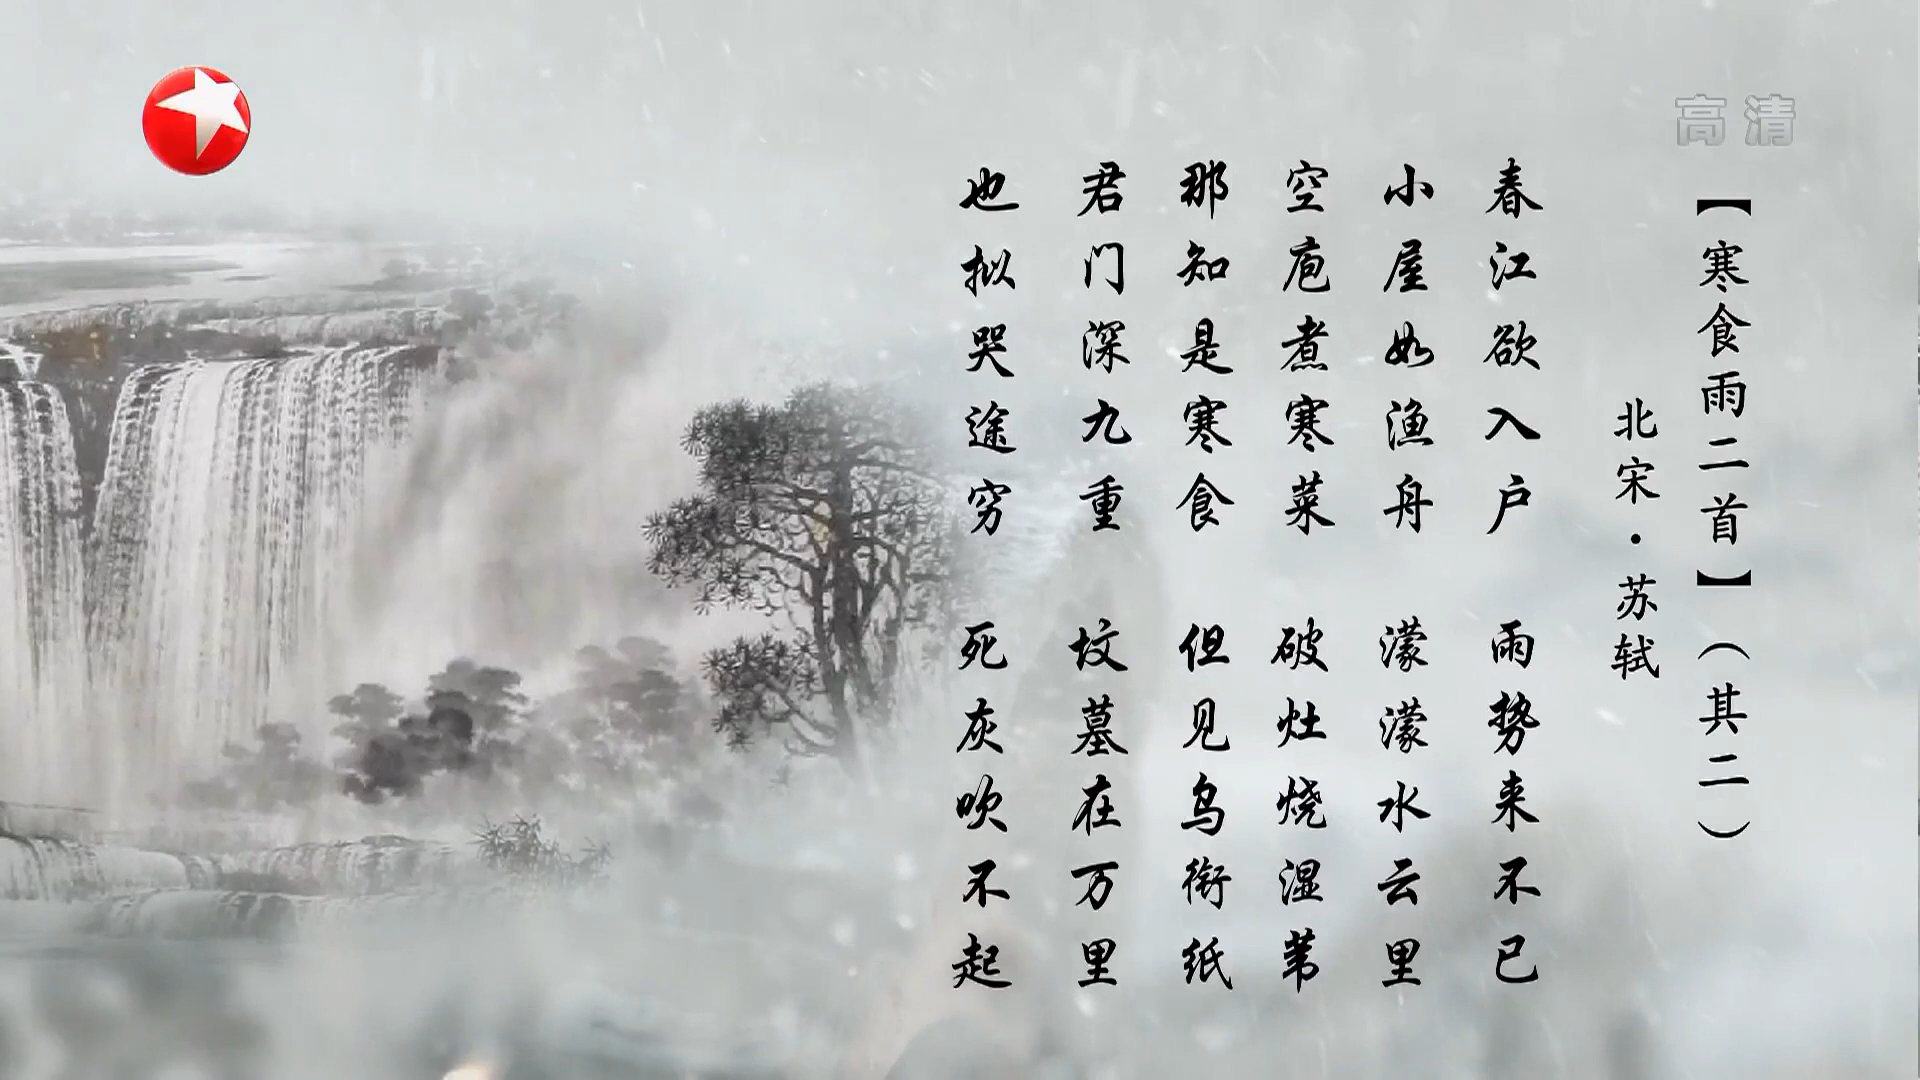 高清
【寒食雨二首】(其二)
北宋·苏轼
春江欲入户 雨势来不已
小屋如渔舟 濛濛水云里
空庖煮寒菜 破灶烧湿苇
那知是寒食 但见乌衔纸
君门深九重 坟墓在万里
也拟哭途穷 死灰吹不起